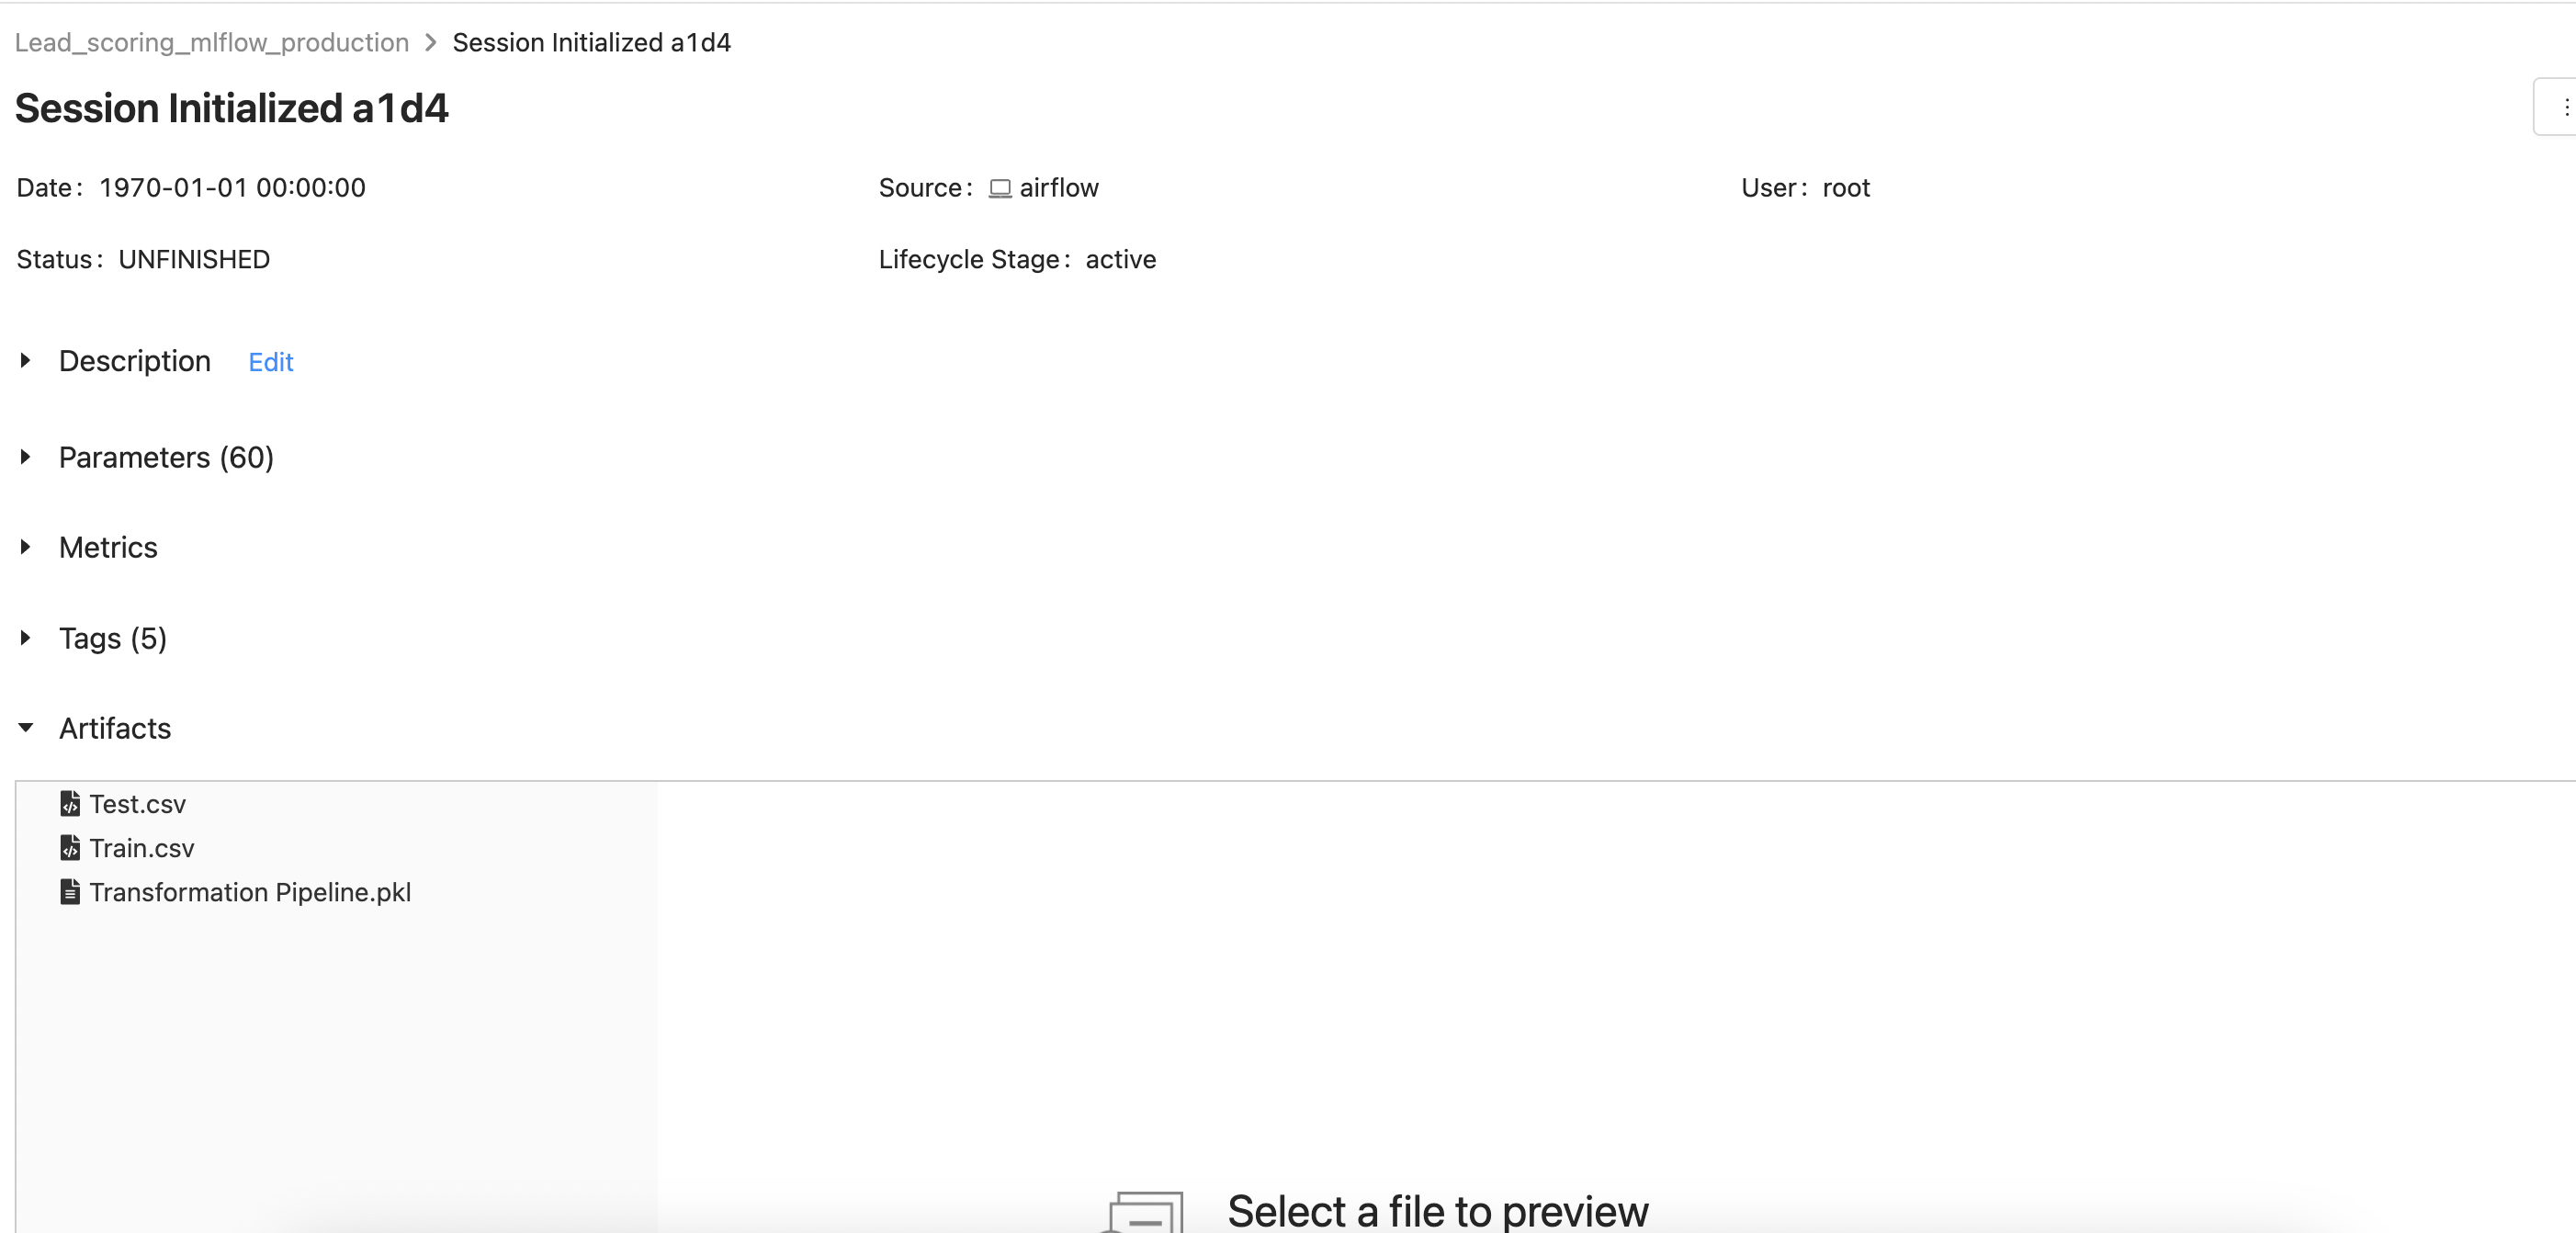 Lead_scoring_mlflow_production > Session Initialized a1d4
Session Initialized a1d4
Date: 1970-01-01 00:00:00 Source: airflow User: root
Status: UNFINISHED Lifecycle Stage: active
Description Edit
Parameters (60)
Metrics
Tags (5)
Artifacts
Test.csv
Train.csv
Transformation Pipeline.pkl
Select a file to preview